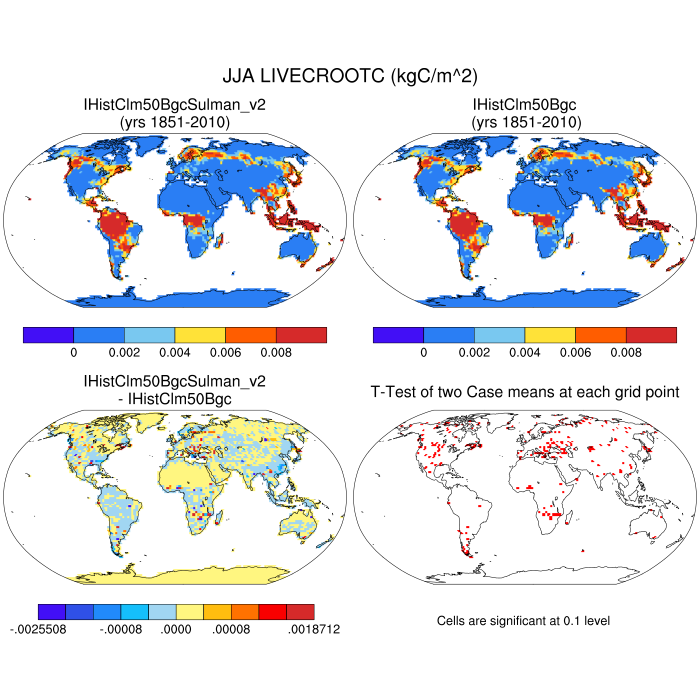 JJA LIVECROOTC (kgC/m^2)
IHistClm50BgcSulman_v2
(yrs 1851-2010)
IHistClm50Bgc
(yrs 1851-2010)
0 0.002 0.004 0.006 0.008
0 0.002 0.004 0.006 0.008
IHistClm50BgcSulman_v2
- IHistClm50Bgc
T-Test of two Case means at each grid point
-.0025508 -.00008 .0000 .00008 .0018712
Cells are significant at 0.1 level